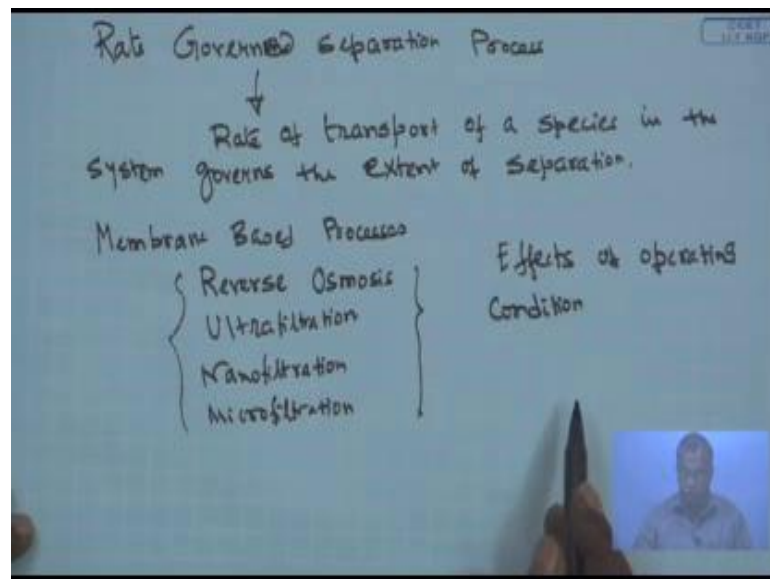 Rate Governed Separation Process
Rate of transport of a species in the
system governs the extent of separation.
Membrane Based Processes
Reverse Osmosis
Ultrafiltration
Nanofiltration
Microfiltration
Effects of operating
Condition